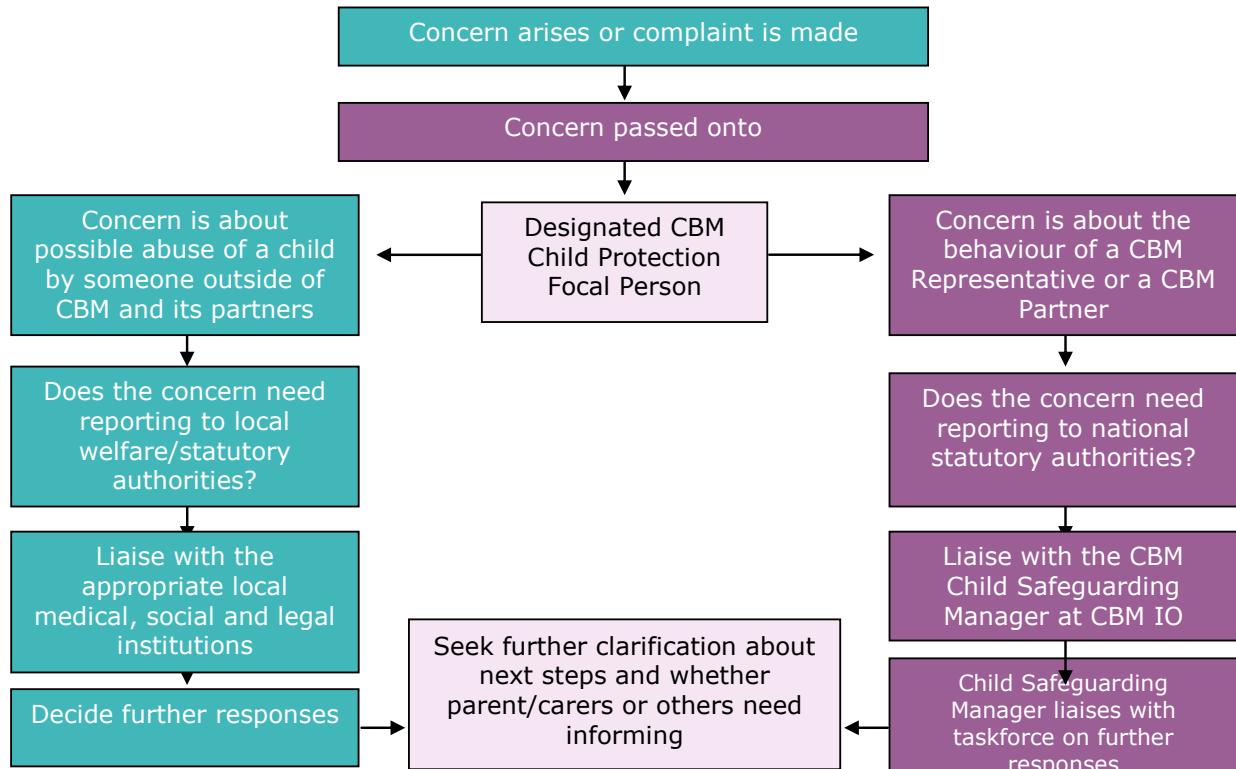 Concern arises or complaint is made
Concern passed onto
Designated CBM
Child Protection
Focal Person
Concern is about
possible abuse of a child
by someone outside of
CBM and its partners
Does the concern need
reporting to local
welfare/statutory
authorities?
Liaise with the
appropriate local
medical, social and legal
institutions
Decide further responses
Concern is about the
behaviour of a CBM
Representative or a CBM
Partner
Does the concern need
reporting to national
statutory authorities?
Liaise with the CBM
Child Safeguarding
Manager at CBM IO
Child Safeguarding
Manager liaises with
taskforce on further
responses
Seek further clarification about
next steps and whether
parent/carers or others need
informing